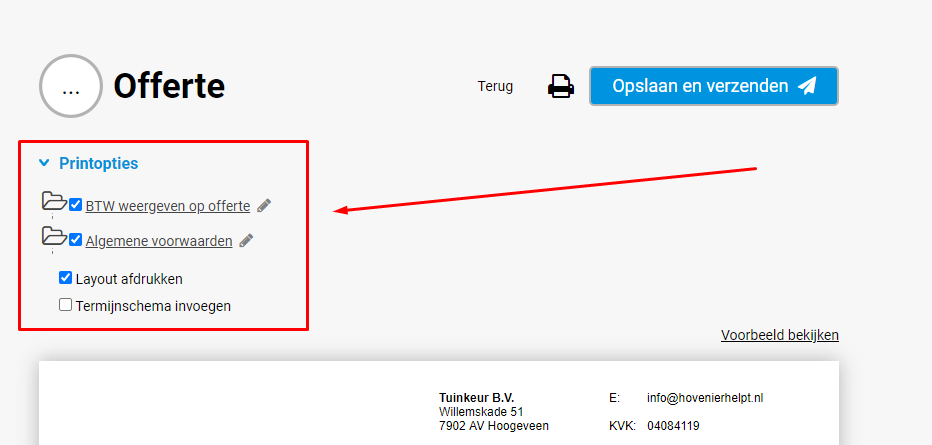 ... Offerte
Terug
Opslaan en verzenden
Printopties
BTW weergeven op offerte
Algemene voorwaarden
Layout afdrukken
Termijnschema invoegen
Voorbeeld bekijken
Tuinkeur B.V. E: info@hovenierhelpt.nl
Willemskade 51
7902 AV Hoogeveen KVK: 04084119